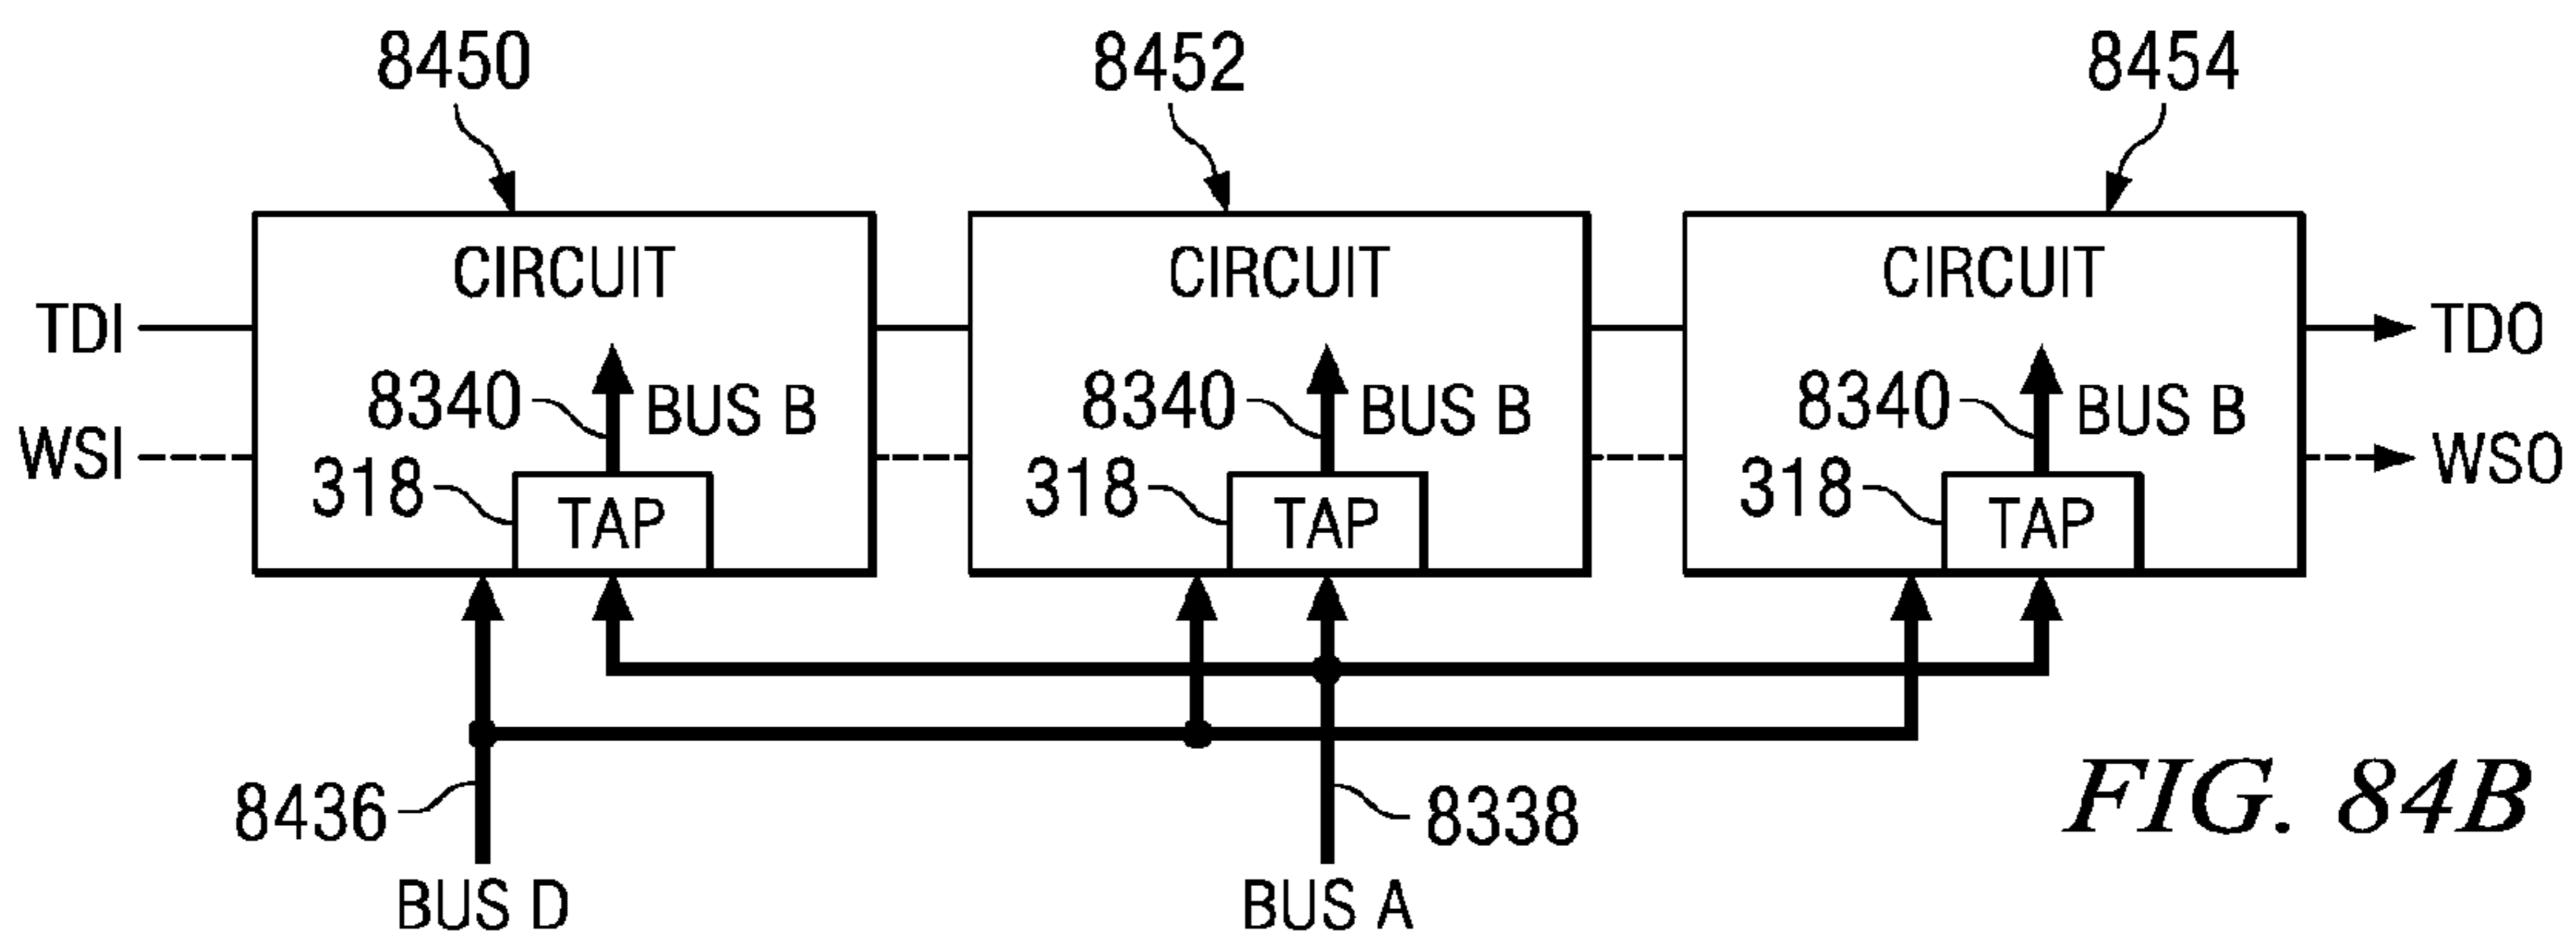 8450 8452 8454
CIRCUIT CIRCUIT CIRCUIT
TDI TDO
8340 BUS B 8340 BUS B 8340 BUS B
WSI WSO
318 TAP 318 TAP 318 TAP
8436 8338 FIG. 84B
BUS D BUS A